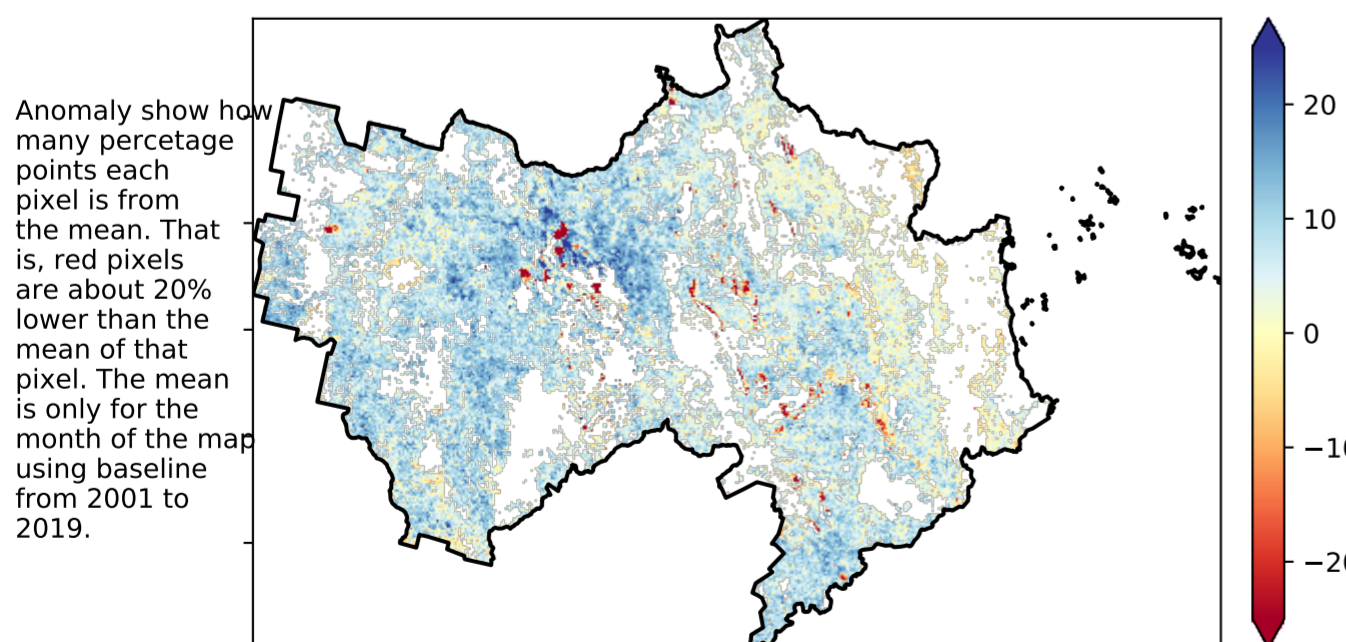 Anomaly show how
many percetage
points each
pixel is from
the mean. That
is, red pixels
are about 20%
lower than the
mean of that
pixel. The mean
is only for the
month of the map
using baseline
from 2001 to
2019.
20
10
0
−10
−20